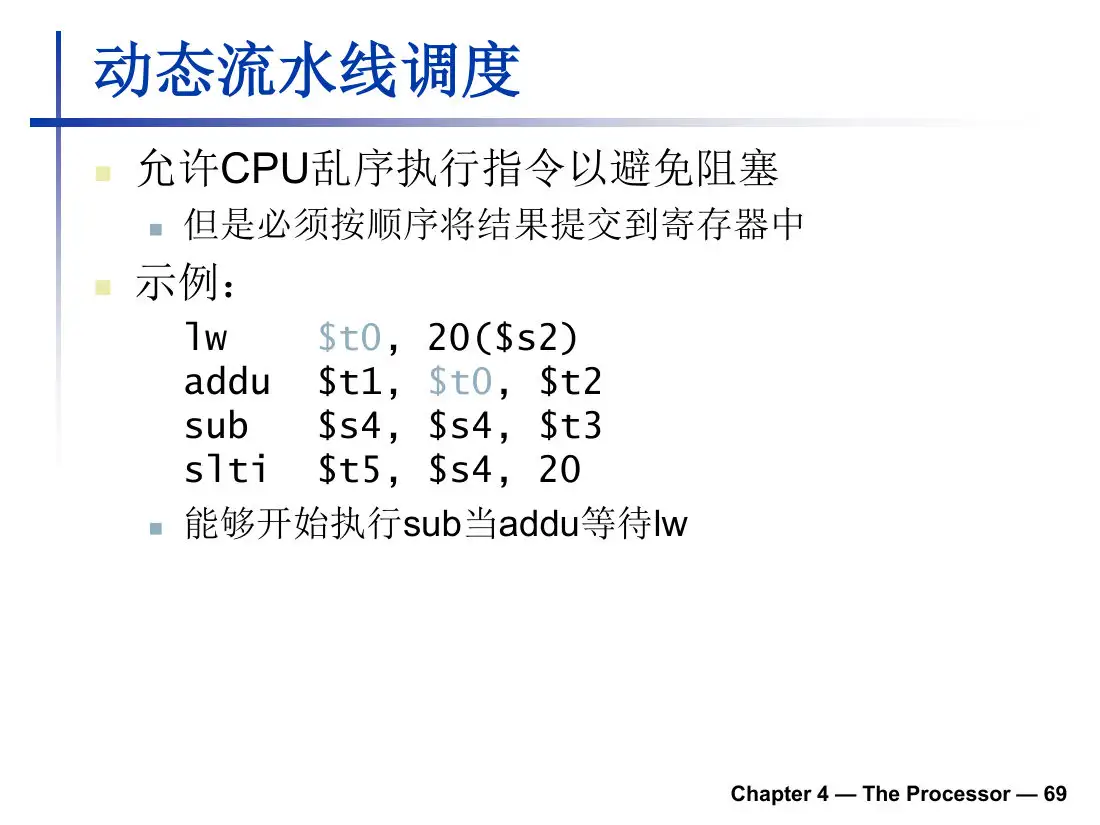 动态流水线调度
允许CPU乱序执行指令以避免阻塞
但是必须按顺序将结果提交到寄存器中
示例：
lw $t0, 20($s2)
addu $t1, $t0, $t2
sub $s4, $s4, $t3
slti $t5, $s4, 20
能够开始执行sub当addu等待lw
Chapter 4 — The Processor — 69